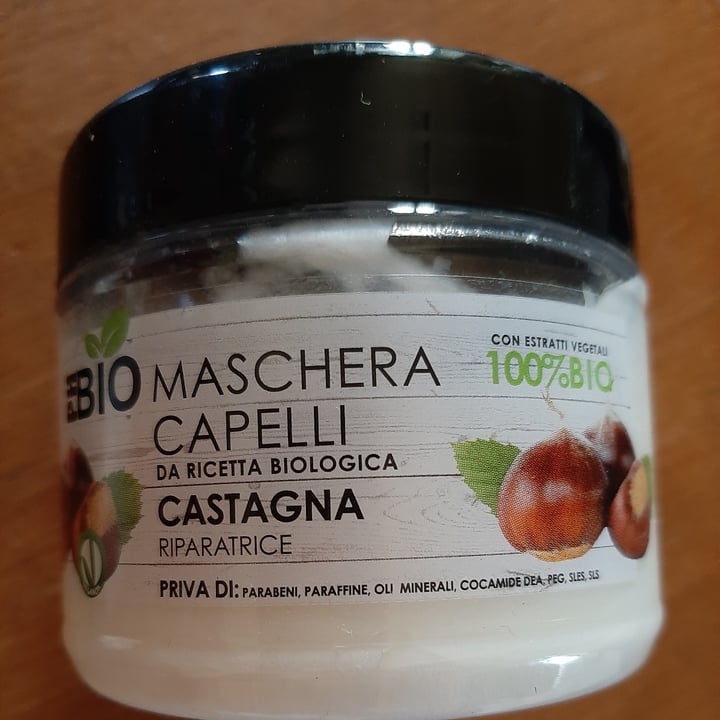 BIO
MASCHERA
CAPELLI
DA RICETTA BIOLOGICA
CASTAGNA
RIPARATRICE
PRIVA DI: PARABENI, PARAFFINE, OLI MINERALI, COCAMIDE DEA, PEG, SLES, SLS
CON ESTRATTI VEGETALI
100%BIO